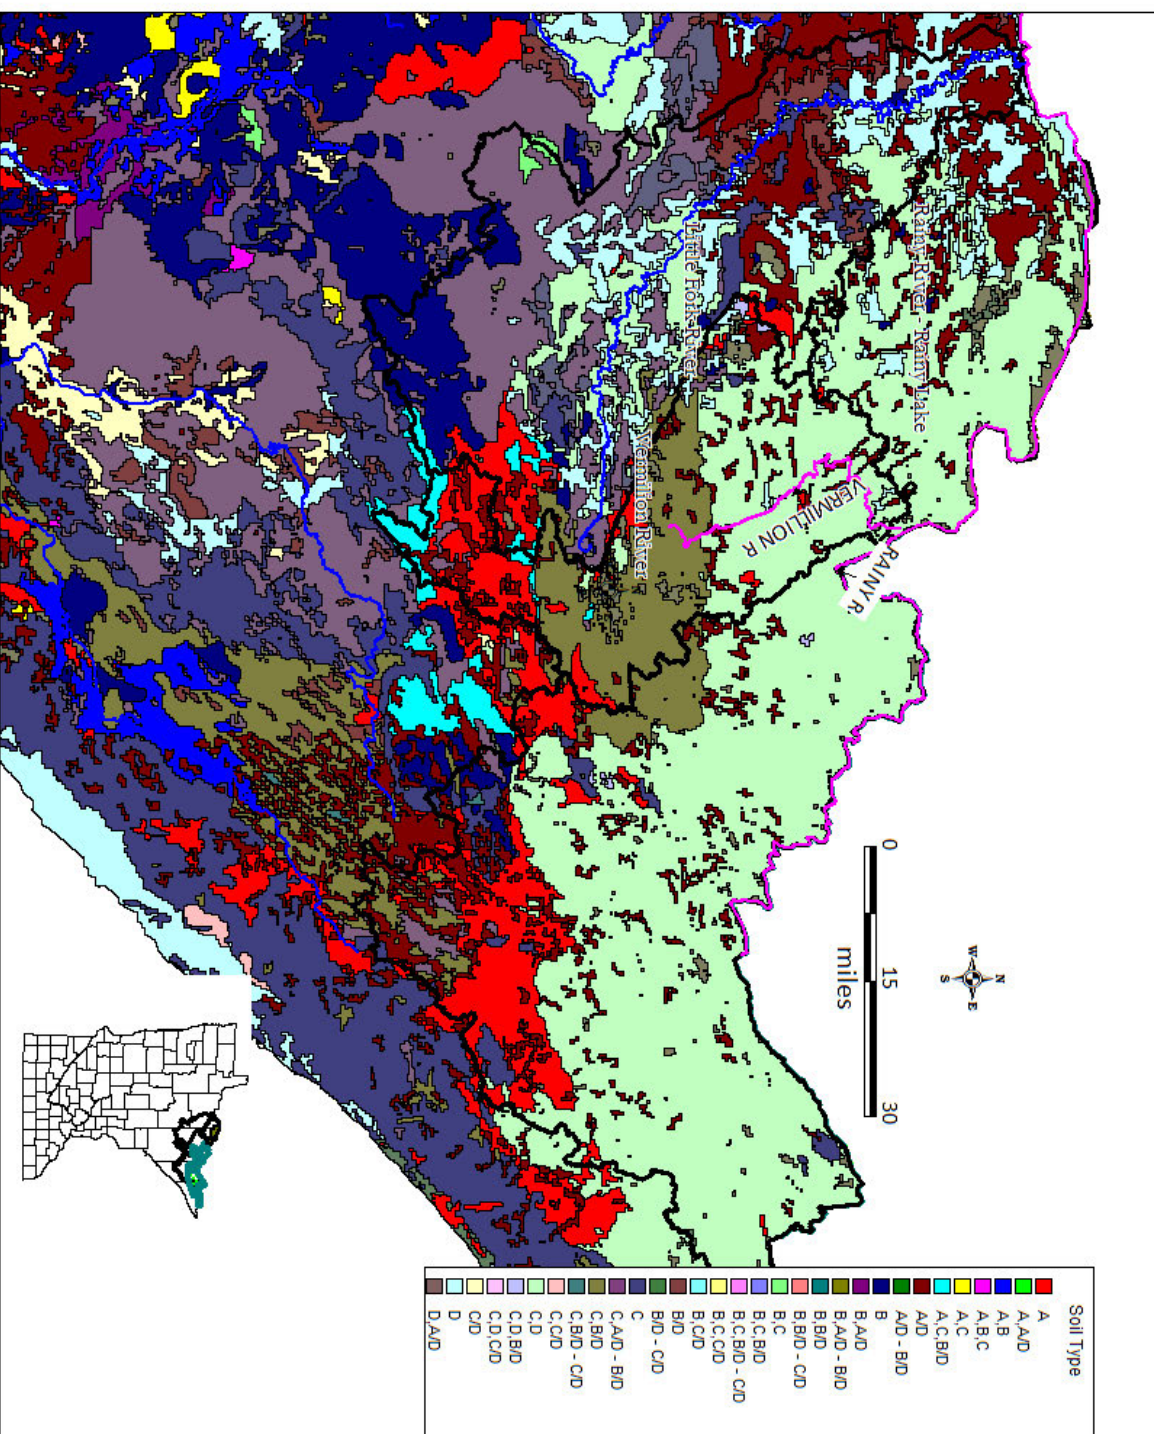 Rainy River - Rainy Lake
Little Fork River
Vermilion River
VERMILION R
RAINY R.
N
W
E
S
0
15
30
miles
Soil Type
A
A,A/D
A,B
A,B,C
A,C
A,C,B/D
A/D
A/D - B/D
B
B,A/D
B,A/D - B/D
B,B/D
B,B/D - C/D
B,C
B,C,B/D
B,C,B/D - C/D
B,C,C/D
B,C/D
B/D
B/D - C/D
C
C,A/D - B/D
C,B/D
C,B/D - C/D
C,C/D
C,D
C,D,B/D
C,D,C/D
C/D
D
D,A/D